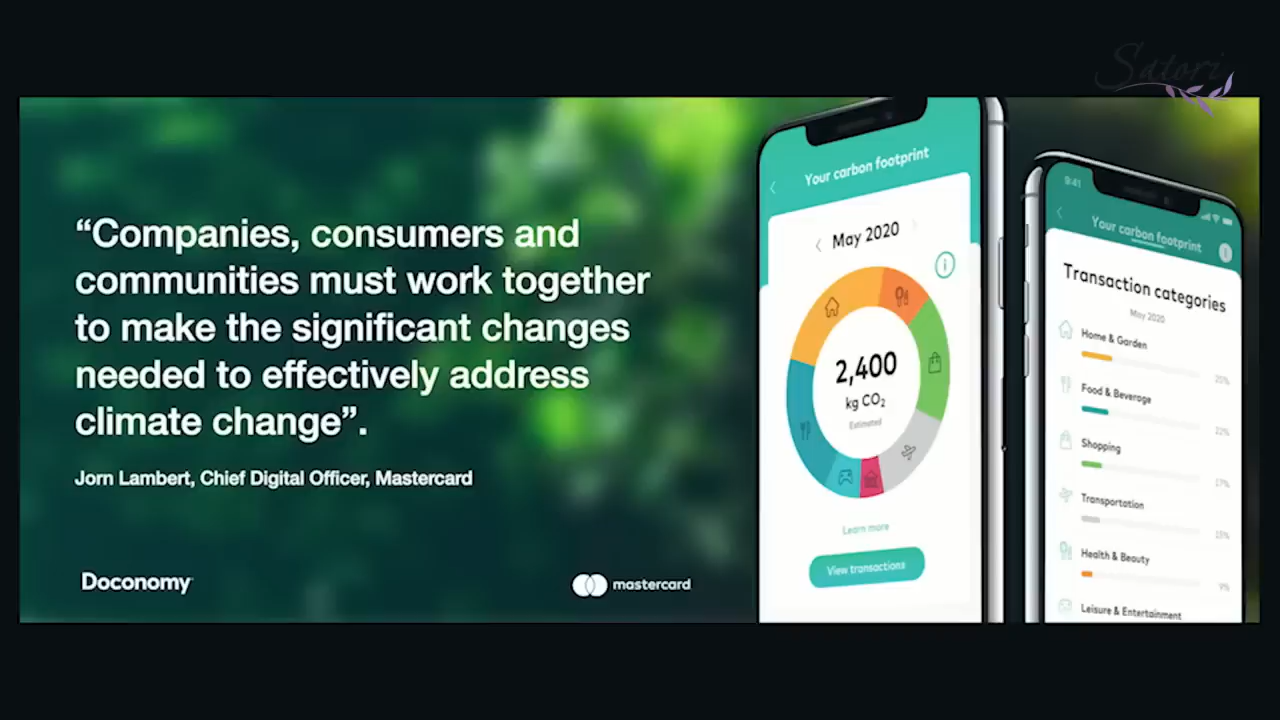 Satori
“Companies, consumers and
communities must work together
to make the significant changes
needed to effectively address
climate change”.
Jorn Lambert, Chief Digital Officer, Mastercard
Doconomy
mastercard
Your carbon footprint
May 2020
2,400
kg CO₂
Estimated
Learn more
View transactions
9:41
Your carbon footprint
Transaction categories
May 2020
Home & Garden
Food & Beverage
22%
Shopping
17%
Transportation
15%
Health & Beauty
9%
Leisure & Entertainment